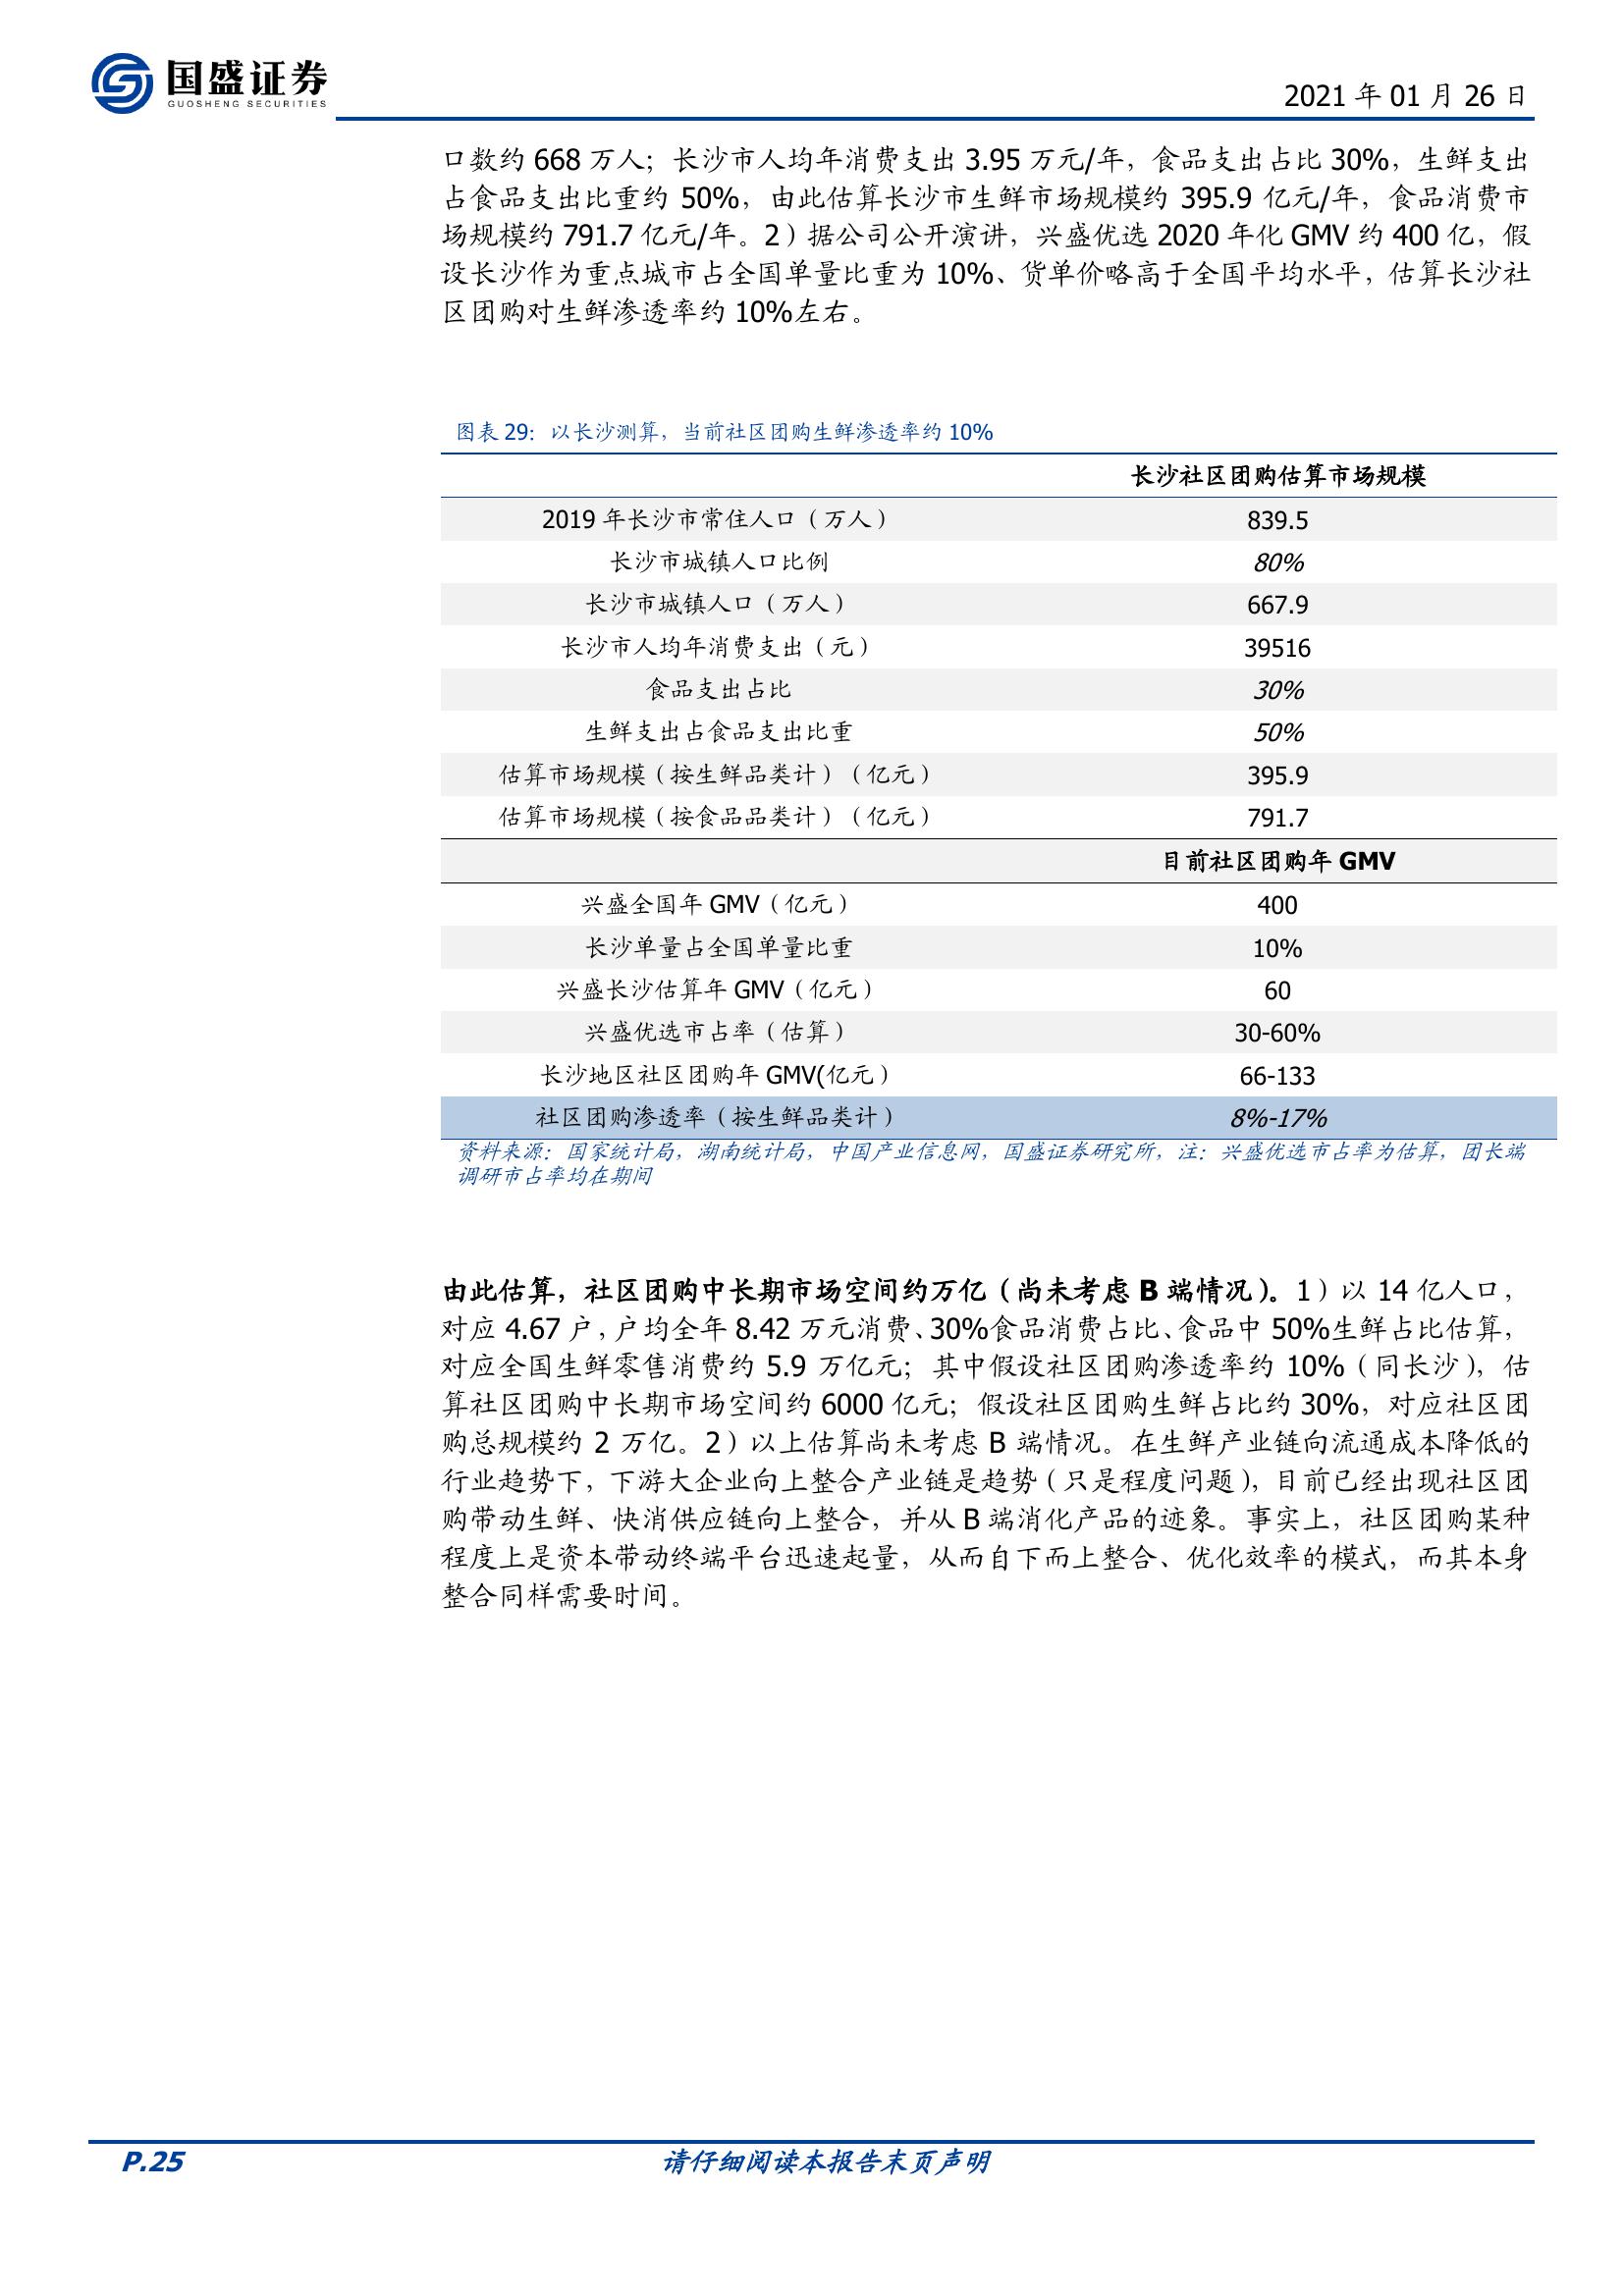 国盛证券
GUOSHENG SECURITIES
2021 年 01 月 26 日
口数约 668 万人；长沙市人均年消费支出 3.95 万元/年，食品支出占比 30%，生鲜支出
占食品支出比重约 50%，由此估算长沙市生鲜市场规模约 395.9 亿元/年，食品消费市
场规模约 791.7 亿元/年。2）据公司公开演讲，兴盛优选 2020 年化 GMV 约 400 亿，假
设长沙作为重点城市占全国单量比重为 10%、货单价略高于全国平均水平，估算长沙社
区团购对生鲜渗透率约 10%左右。
图表 29：以长沙测算，当前社区团购生鲜渗透率约 10%
长沙社区团购估算市场规模
2019 年长沙市常住人口（万人） 839.5
长沙市城镇人口比例 80%
长沙市城镇人口（万人） 667.9
长沙市人均年消费支出（元） 39516
食品支出占比 30%
生鲜支出占食品支出比重 50%
估算市场规模（按生鲜品类计）（亿元） 395.9
估算市场规模（按食品品类计）（亿元） 791.7
目前社区团购年 GMV
兴盛全国年 GMV（亿元） 400
长沙单量占全国单量比重 10%
兴盛长沙估算年 GMV（亿元） 60
兴盛优选市占率（估算） 30-60%
长沙地区社区团购年 GMV(亿元） 66-133
社区团购渗透率（按生鲜品类计） 8%-17%
资料来源：国家统计局，湖南统计局，中国产业信息网，国盛证券研究所，注：兴盛优选市占率为估算，团长端
调研市占率均在期间
由此估算，社区团购中长期市场空间约万亿（尚未考虑 B 端情况）。1）以 14 亿人口，
对应 4.67 户，户均全年 8.42 万元消费、30%食品消费占比、食品中 50%生鲜占比估算，
对应全国生鲜零售消费约 5.9 万亿元；其中假设社区团购渗透率约 10%（同长沙），估
算社区团购中长期市场空间约 6000 亿元；假设社区团购生鲜占比约 30%，对应社区团
购总规模约 2 万亿。2）以上估算尚未考虑 B 端情况。在生鲜产业链向流通成本降低的
行业趋势下，下游大企业向上整合产业链是趋势（只是程度问题），目前已经出现社区团
购带动生鲜、快消供应链向上整合，并从 B 端消化产品的迹象。事实上，社区团购某种
程度上是资本带动终端平台迅速起量，从而自下而上整合、优化效率的模式，而其本身
整合同样需要时间。
P.25
请仔细阅读本报告末页声明